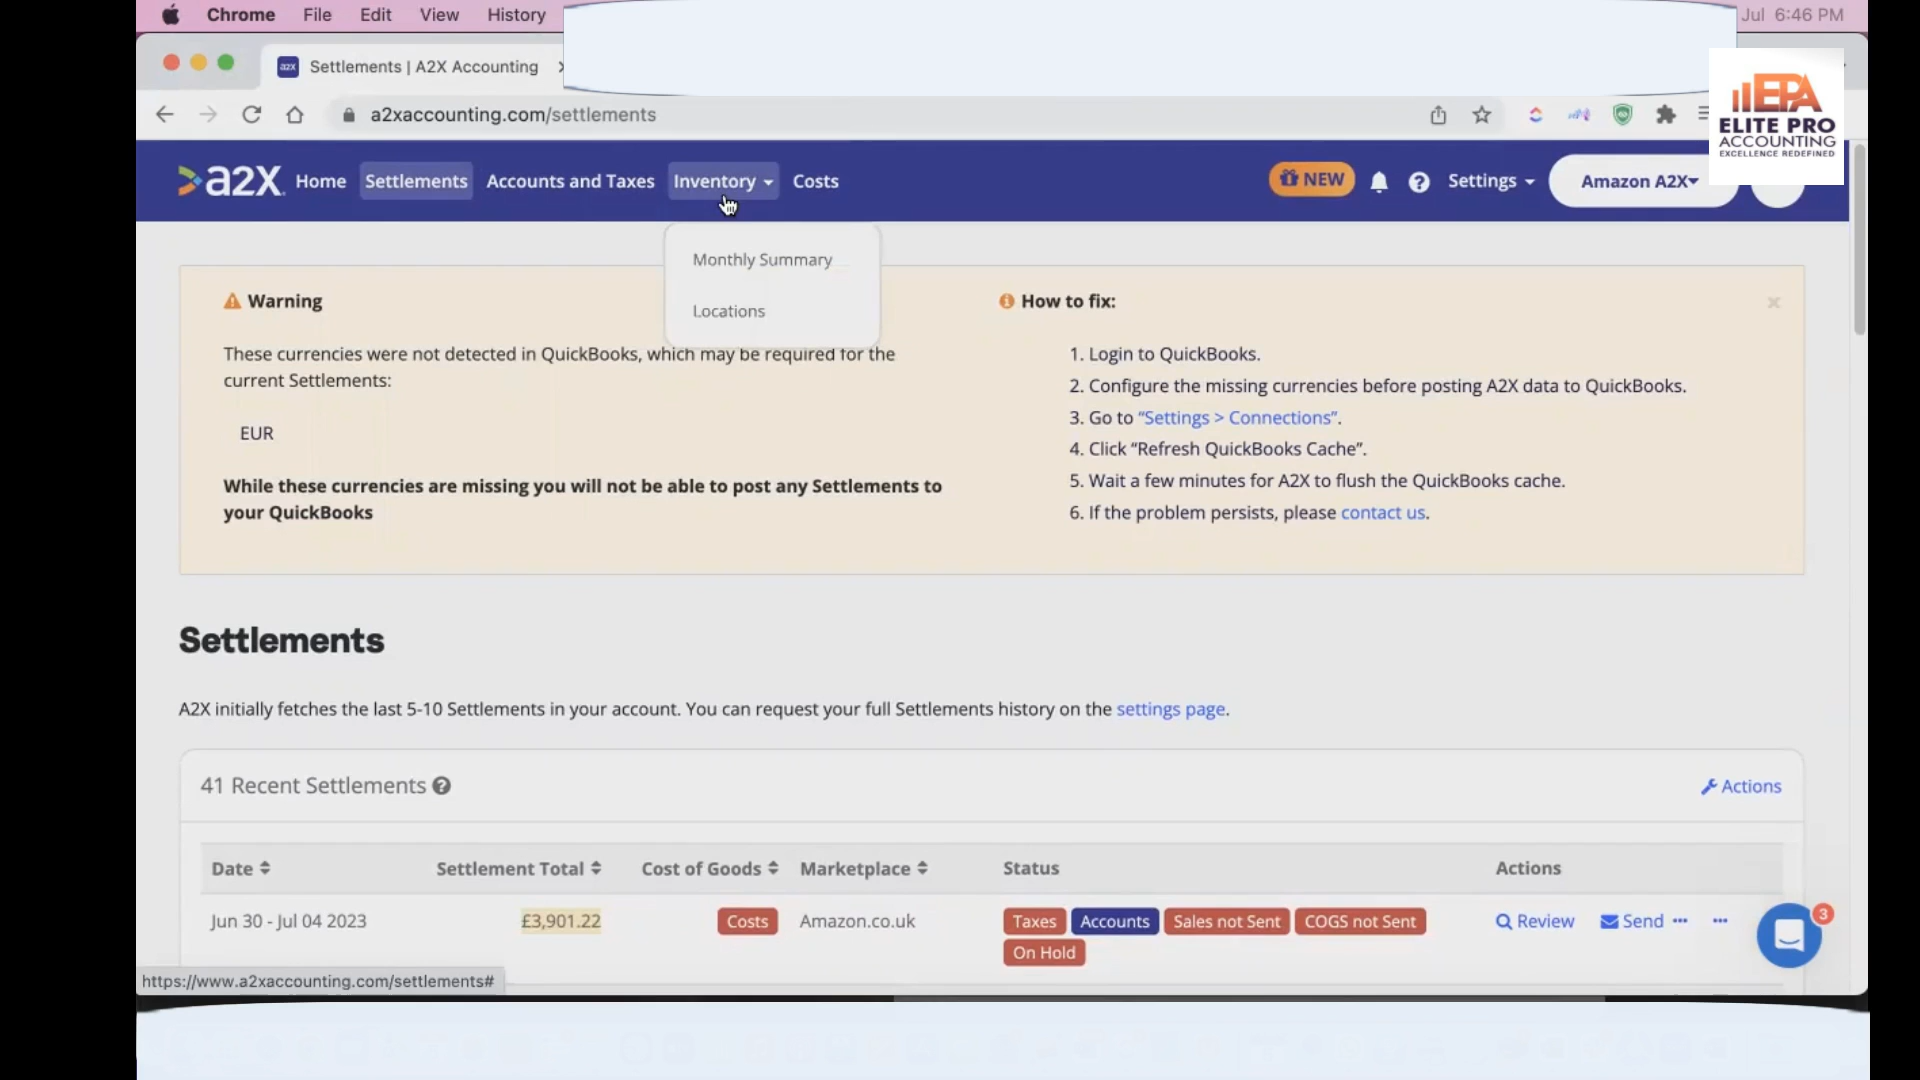 Chrome File Edit View History
Jul 6:46 PM
a2x Settlements | A2X Accounting
a2xaccounting.com/settlements
EPA
ELITE PRO
ACCOUNTING
EXCELLENCE REDEFINED
a2x Home Settlements Accounts and Taxes Inventory Costs NEW Settings Amazon A2X
Monthly Summary
Locations
Warning
These currencies were not detected in QuickBooks, which may be required for the
current Settlements:
EUR
While these currencies are missing you will not be able to post any Settlements to
your QuickBooks
How to fix:
1. Login to QuickBooks.
2. Configure the missing currencies before posting A2X data to QuickBooks.
3. Go to “Settings > Connections”.
4. Click “Refresh QuickBooks Cache”.
5. Wait a few minutes for A2X to flush the QuickBooks cache.
6. If the problem persists, please contact us.
Settlements
A2X initially fetches the last 5-10 Settlements in your account. You can request your full Settlements history on the settings page.
41 Recent Settlements Actions
Date Settlement Total Cost of Goods Marketplace Status Actions
Jun 30 - Jul 04 2023 £3,901.22 Costs Amazon.co.uk Taxes Accounts Sales not Sent COGS not Sent Review Send
On Hold
3
https://www.a2xaccounting.com/settlements#